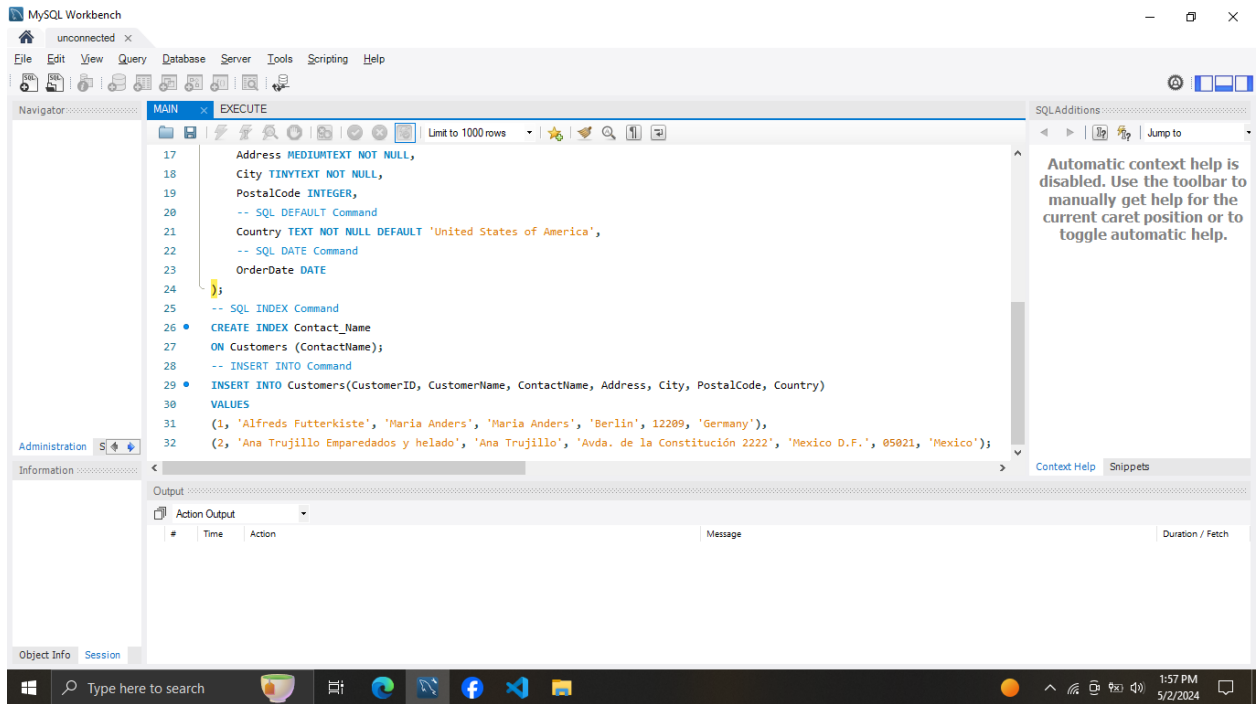 MySQL Workbench
unconnected
File Edit View Query Database Server Tools Scripting Help
Navigator
MAIN EXECUTE
SQLAdditions
Limit to 1000 rows
Jump to
17 Address MEDIUMTEXT NOT NULL,
18 City TINYTEXT NOT NULL,
19 PostalCode INTEGER,
20 -- SQL DEFAULT Command
21 Country TEXT NOT NULL DEFAULT 'United States of America',
22 -- SQL DATE Command
23 OrderDate DATE
24 );
25 -- SQL INDEX Command
26 CREATE INDEX Contact_Name
27 ON Customers (ContactName);
28 -- INSERT INTO Command
29 INSERT INTO Customers(CustomerID, CustomerName, ContactName, Address, City, PostalCode, Country)
30 VALUES
31 (1, 'Alfreds Futterkiste', 'Maria Anders', 'Maria Anders', 'Berlin', 12209, 'Germany'),
32 (2, 'Ana Trujillo Emparedados y helado', 'Ana Trujillo', 'Avda. de la Constitución 2222', 'Mexico D.F.', 05021, 'Mexico');
Automatic context help is
disabled. Use the toolbar to
manually get help for the
current caret position or to
toggle automatic help.
Administration S
Information
Context Help Snippets
Output
Action Output
# Time Action Message Duration / Fetch
Object Info Session
Type here to search
1:57 PM
5/2/2024